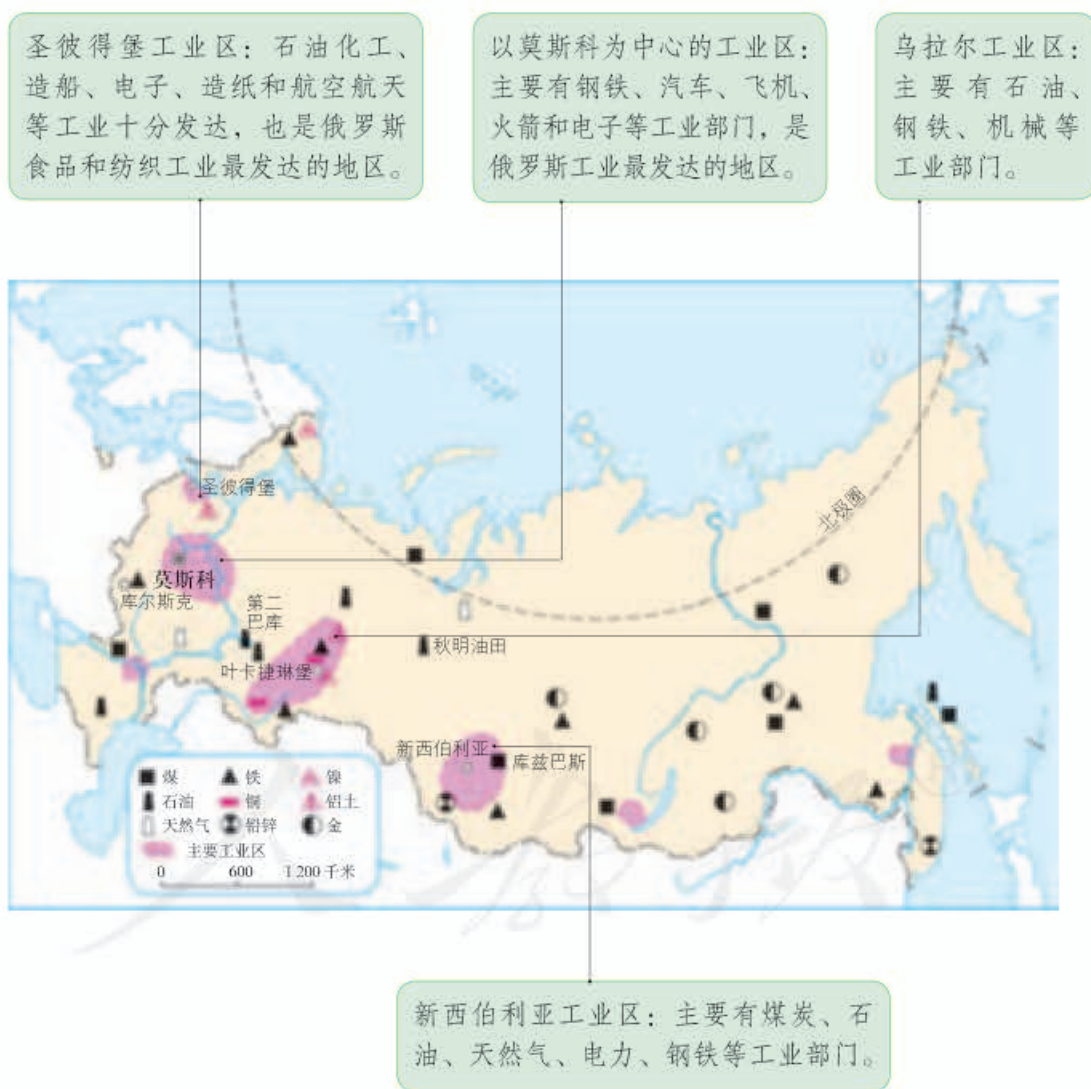 圣彼得堡工业区：石油化工、
造船、电子、造纸和航空航天
等工业十分发达，也是俄罗斯
食品和纺织工业最发达的地区。
以莫斯科为中心的工业区：
主要有钢铁、汽车、飞机、
火箭和电子等工业部门，是
俄罗斯工业最发达的地区。
乌拉尔工业区：
主要有石油、
钢铁、机械等
工业部门。
圣彼得堡
北极圈
莫斯科
库尔斯克
第二
巴库
秋明油田
叶卡捷琳堡
新西伯利亚
库兹巴斯
煤 铁 镍
石油 铜 铝土
天然气 铅锌 金
主要工业区
0 600 1 200 千米
新西伯利亚工业区：主要有煤炭、石
油、天然气、电力、钢铁等工业部门。